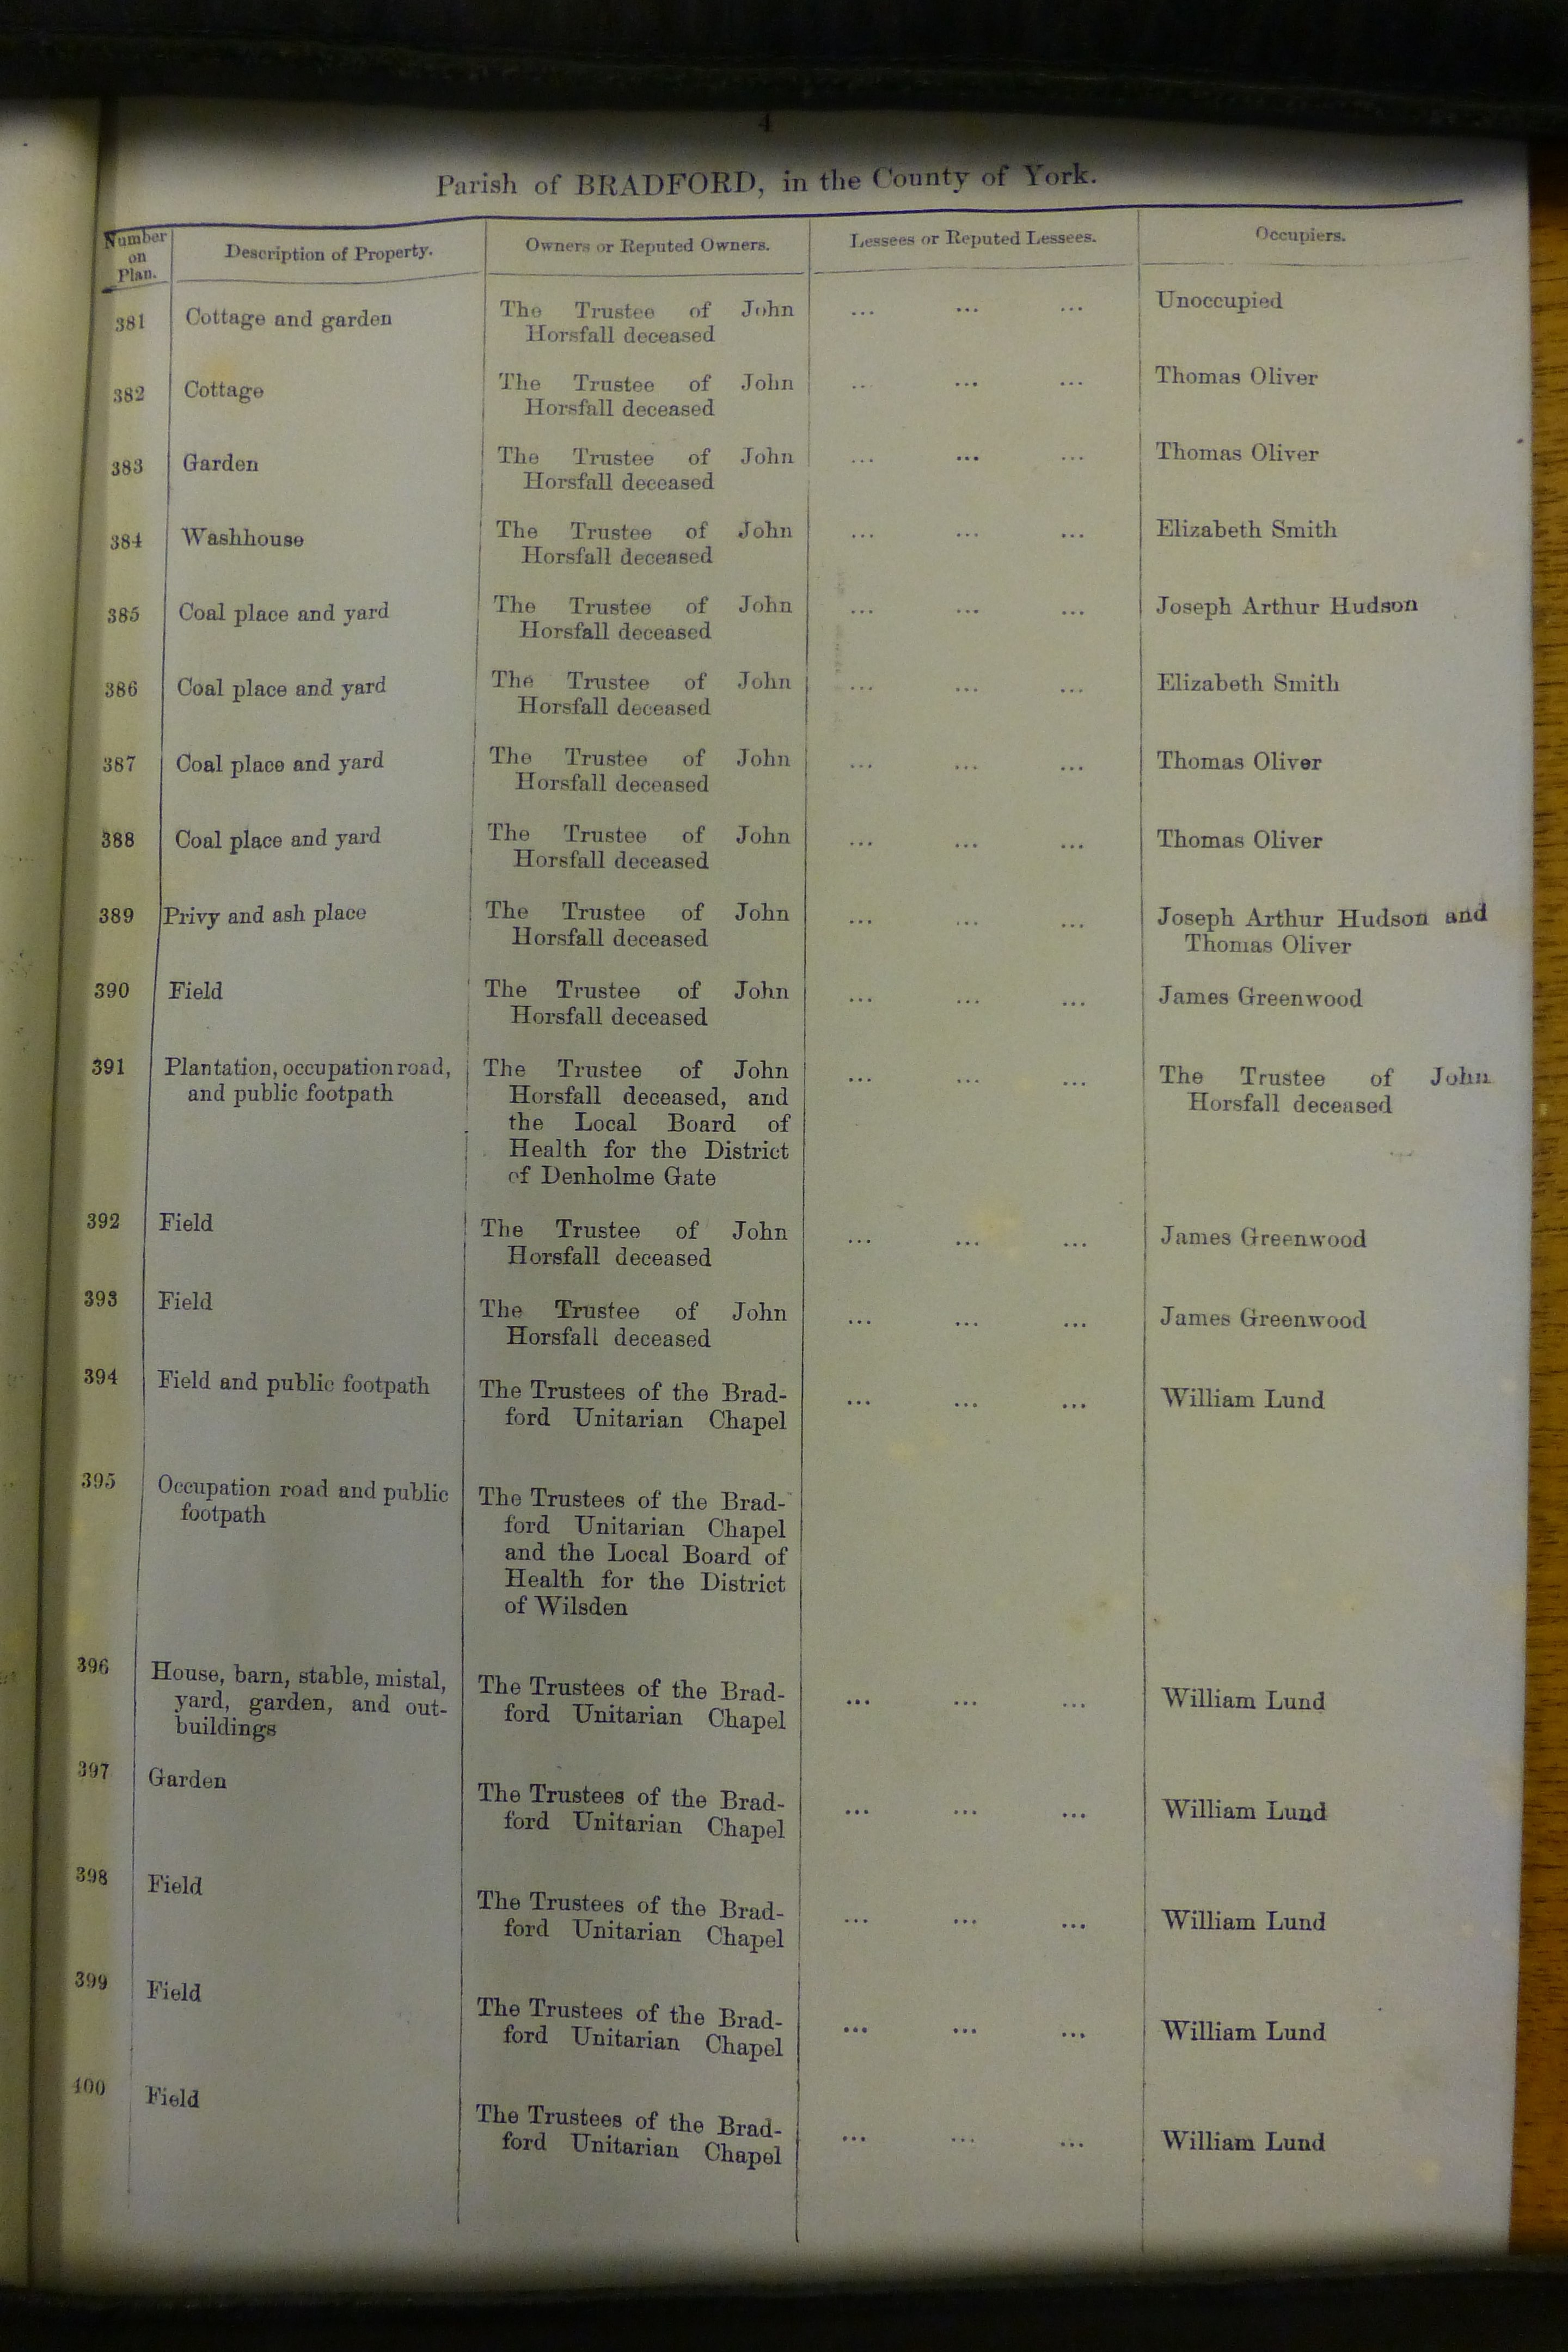 4
Parish of BRADFORD, in the County of York.
Number on Plan. Description of Property. Owners or Reputed Owners. Lessees or Reputed Lessees. Occupiers.
381 Cottage and garden The Trustee of John ... ... ... Unoccupied
Horsfall deceased
382 Cottage The Trustee of John ... ... ... Thomas Oliver
Horsfall deceased
383 Garden The Trustee of John ... ... ... Thomas Oliver
Horsfall deceased
384 Washhouse The Trustee of John ... ... ... Elizabeth Smith
Horsfall deceased
385 Coal place and yard The Trustee of John ... ... ... Joseph Arthur Hudson
Horsfall deceased
386 Coal place and yard The Trustee of John ... ... ... Elizabeth Smith
Horsfall deceased
387 Coal place and yard The Trustee of John ... ... ... Thomas Oliver
Horsfall deceased
388 Coal place and yard The Trustee of John ... ... ... Thomas Oliver
Horsfall deceased
389 Privy and ash place The Trustee of John ... ... ... Joseph Arthur Hudson and
Horsfall deceased Thomas Oliver
390 Field The Trustee of John ... ... ... James Greenwood
Horsfall deceased
391 Plantation, occupation road, The Trustee of John ... ... ... The Trustee of John
and public footpath Horsfall deceased, and Horsfall deceased
the Local Board of
Health for the District
of Denholme Gate
392 Field The Trustee of John ... ... ... James Greenwood
Horsfall deceased
393 Field The Trustee of John ... ... ... James Greenwood
Horsfall deceased
394 Field and public footpath The Trustees of the Brad- ... ... ... William Lund
ford Unitarian Chapel
395 Occupation road and public The Trustees of the Brad-
footpath ford Unitarian Chapel
and the Local Board of
Health for the District
of Wilsden
396 House, barn, stable, mistal, The Trustees of the Brad- ... ... ... William Lund
yard, garden, and out- ford Unitarian Chapel
buildings
397 Garden The Trustees of the Brad- ... ... ... William Lund
ford Unitarian Chapel
398 Field The Trustees of the Brad- ... ... ... William Lund
ford Unitarian Chapel
399 Field The Trustees of the Brad- ... ... ... William Lund
ford Unitarian Chapel
400 Field The Trustees of the Brad- ... ... ... William Lund
ford Unitarian Chapel